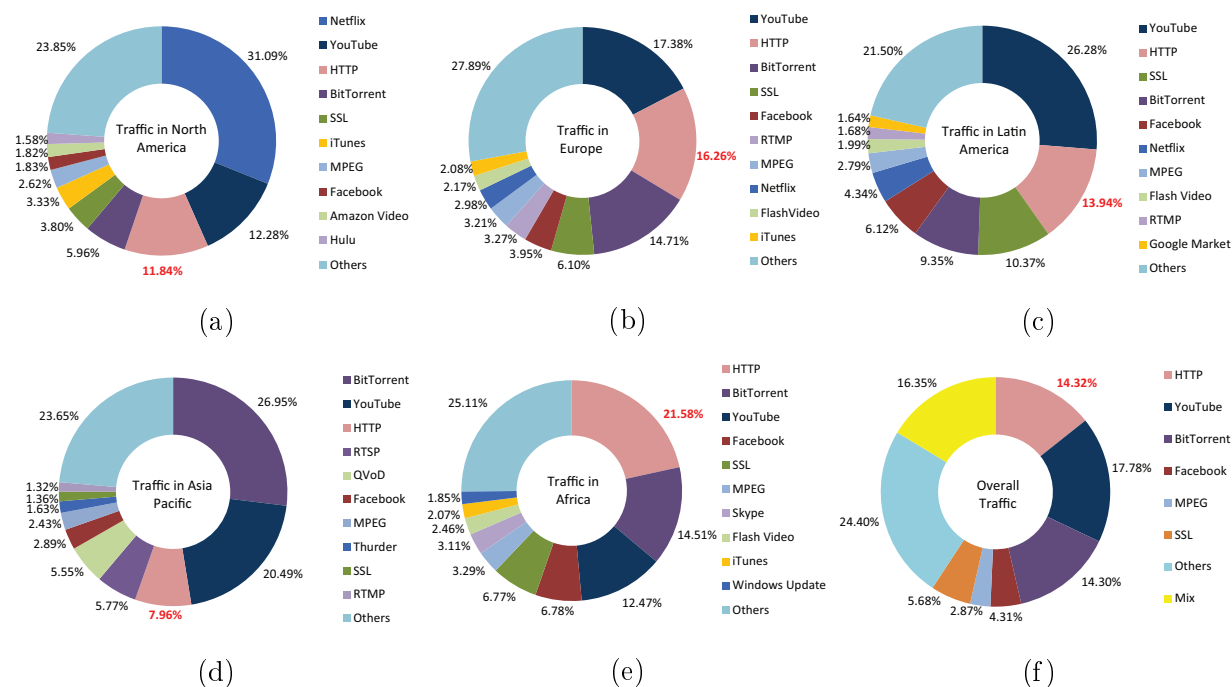 Netflix
YouTube
HTTP
BitTorrent
SSL
iTunes
MPEG
Facebook
Amazon Video
Hulu
Others
23.85%
31.09%
1.58%
1.82%
1.83%
2.62%
3.33%
3.80%
5.96%
11.84%
12.28%
Traffic in North
America
(a)
YouTube
HTTP
BitTorrent
SSL
Facebook
RTMP
MPEG
Netflix
FlashVideo
iTunes
Others
27.89%
17.38%
16.26%
2.08%
2.17%
2.98%
3.21%
3.27%
3.95%
6.10%
14.71%
Traffic in
Europe
(b)
YouTube
HTTP
SSL
BitTorrent
Facebook
Netflix
MPEG
Flash Video
RTMP
Google Market
Others
21.50%
26.28%
1.64%
1.68%
1.99%
2.79%
4.34%
6.12%
9.35%
10.37%
13.94%
Traffic in Latin
America
(c)
BitTorrent
YouTube
HTTP
RTSP
QVoD
Facebook
MPEG
Thurder
SSL
RTMP
Others
23.65%
26.95%
1.32%
1.36%
1.63%
2.43%
2.89%
5.55%
5.77%
7.96%
20.49%
Traffic in Asia
Pacific
(d)
HTTP
BitTorrent
YouTube
Facebook
SSL
MPEG
Skype
Flash Video
iTunes
Windows Update
Others
25.11%
21.58%
1.85%
2.07%
2.46%
3.11%
3.29%
6.77%
6.78%
12.47%
14.51%
Traffic in
Africa
(e)
HTTP
YouTube
BitTorrent
Facebook
MPEG
SSL
Others
Mix
16.35%
14.32%
17.78%
24.40%
5.68%
2.87%
4.31%
14.30%
Overall
Traffic
(f)